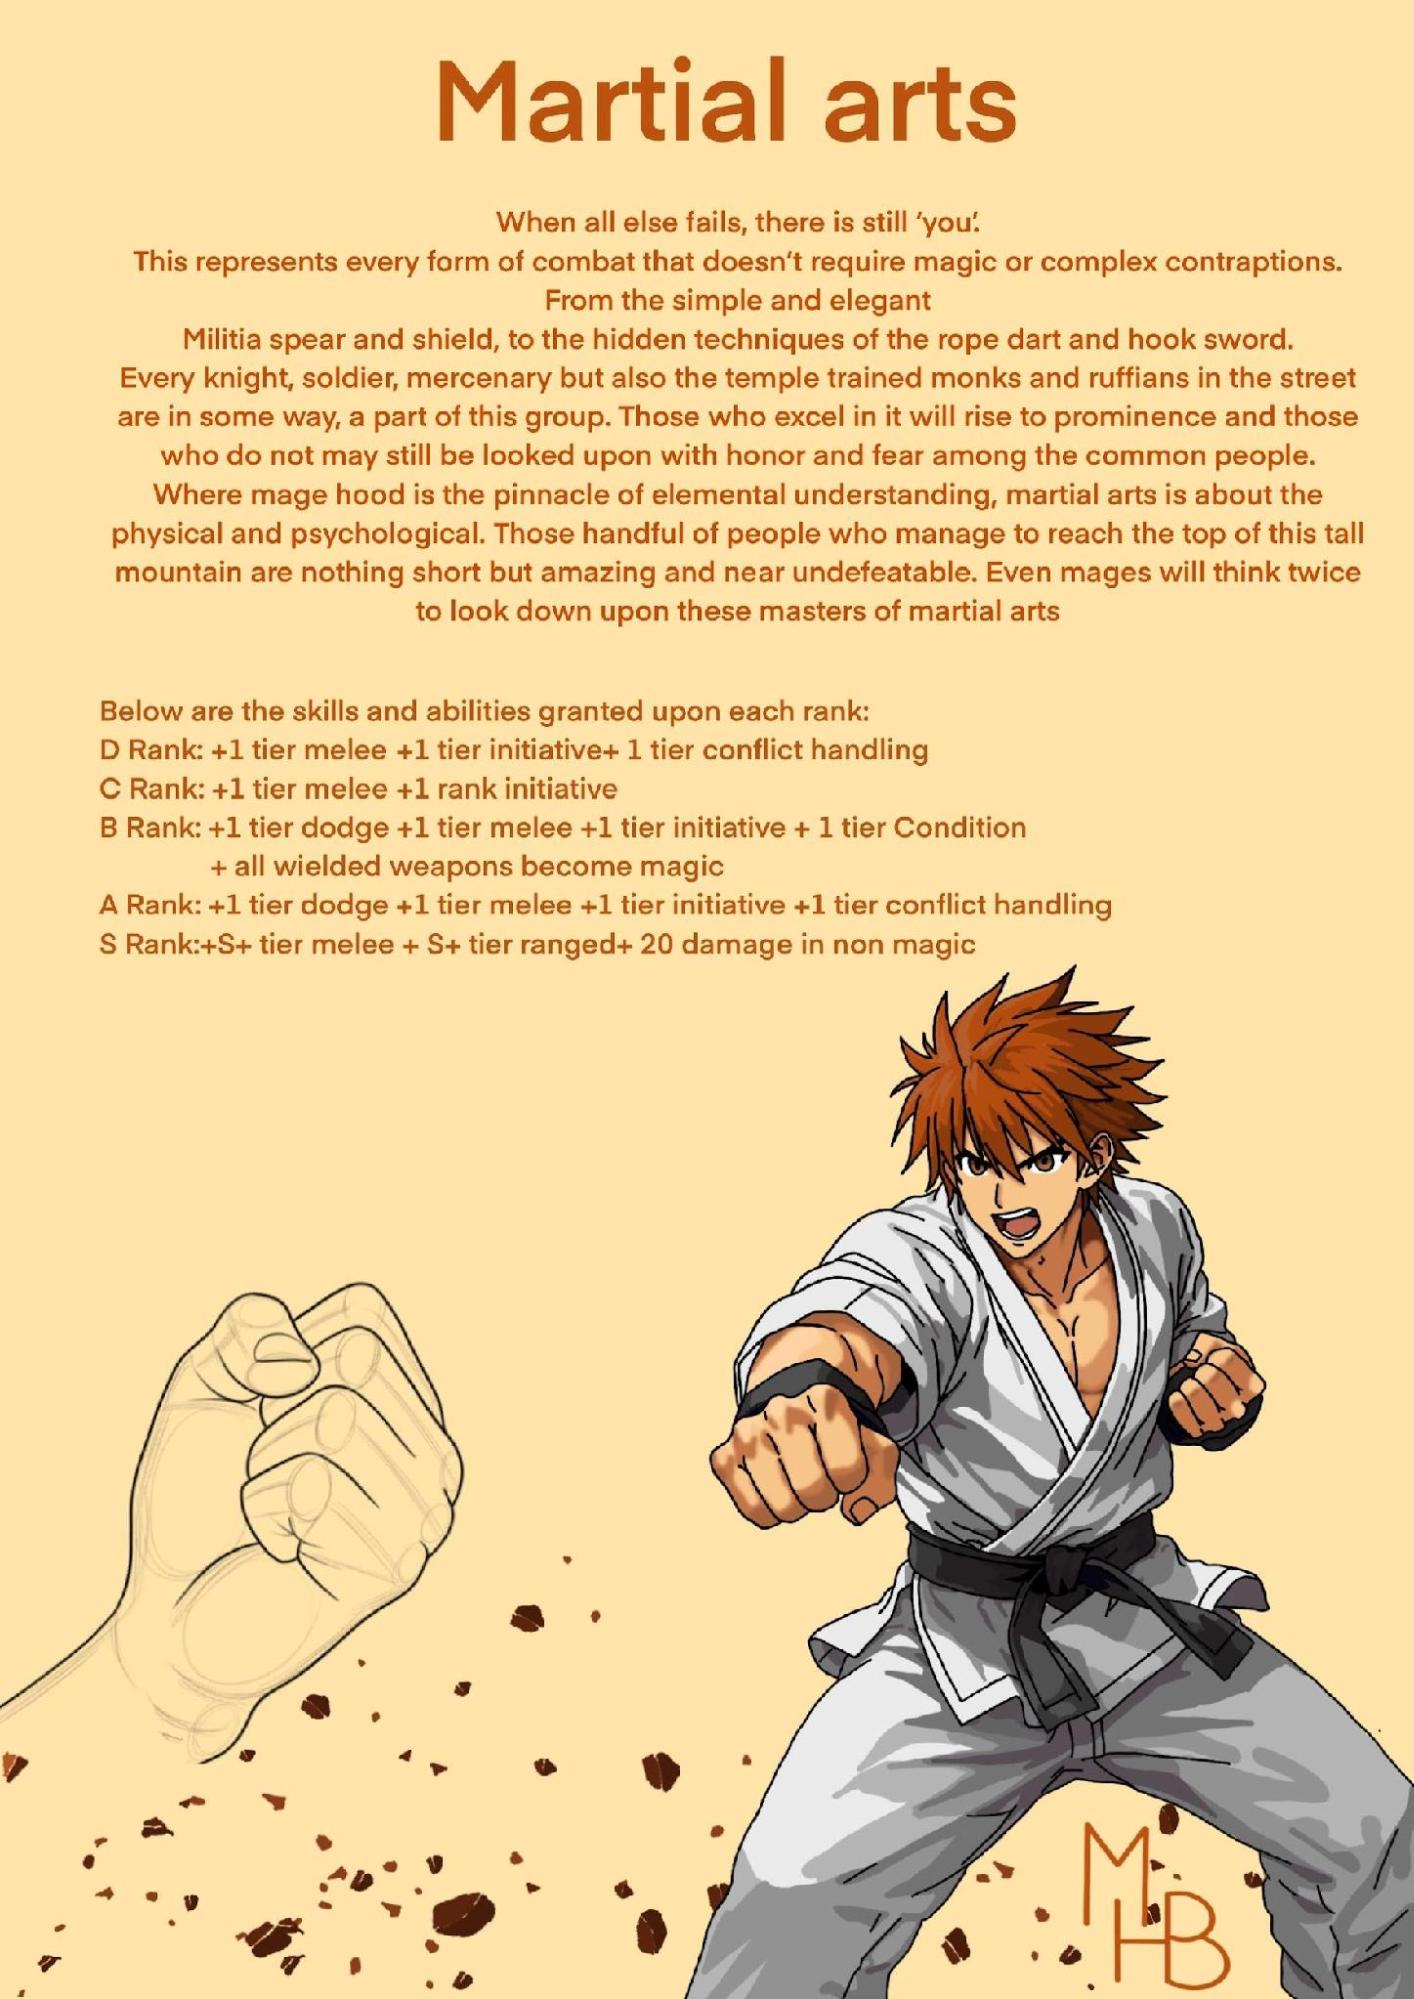 Martial arts
When all else fails, there is still ‘you’.
This represents every form of combat that doesn’t require magic or complex contraptions.
From the simple and elegant
Militia spear and shield, to the hidden techniques of the rope dart and hook sword.
Every knight, soldier, mercenary but also the temple trained monks and ruffians in the street
are in some way, a part of this group. Those who excel in it will rise to prominence and those
who do not may still be looked upon with honor and fear among the common people.
Where mage hood is the pinnacle of elemental understanding, martial arts is about the
physical and psychological. Those handful of people who manage to reach the top of this tall
mountain are nothing short but amazing and near undefeatable. Even mages will think twice
to look down upon these masters of martial arts
Below are the skills and abilities granted upon each rank:
D Rank: +1 tier melee +1 tier initiative+ 1 tier conflict handling
C Rank: +1 tier melee +1 rank initiative
B Rank: +1 tier dodge +1 tier melee +1 tier initiative + 1 tier Condition
+ all wielded weapons become magic
A Rank: +1 tier dodge +1 tier melee +1 tier initiative +1 tier conflict handling
S Rank:+S+ tier melee + S+ tier ranged+ 20 damage in non magic
MHB